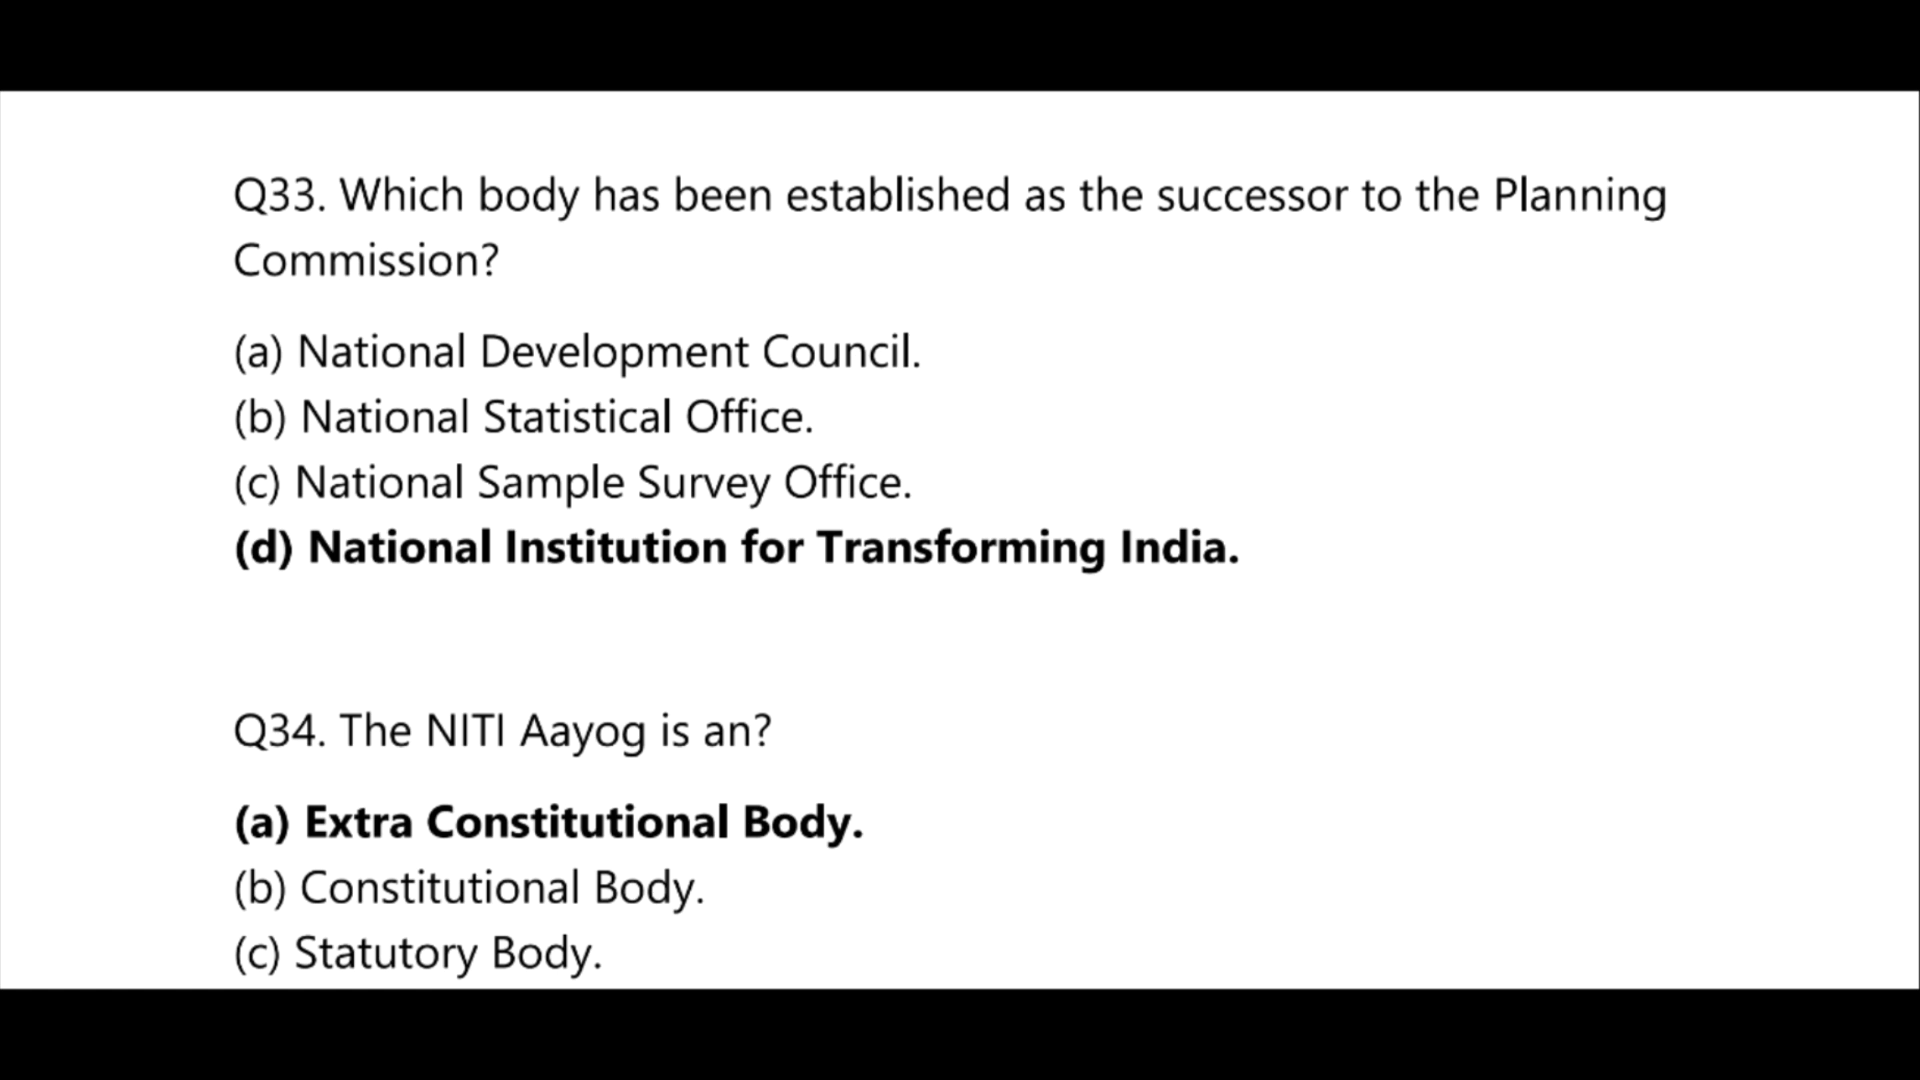 Q33. Which body has been established as the successor to the Planning
Commission?
(a) National Development Council.
(b) National Statistical Office.
(c) National Sample Survey Office.
(d) National Institution for Transforming India.
Q34. The NITI Aayog is an?
(a) Extra Constitutional Body.
(b) Constitutional Body.
(c) Statutory Body.